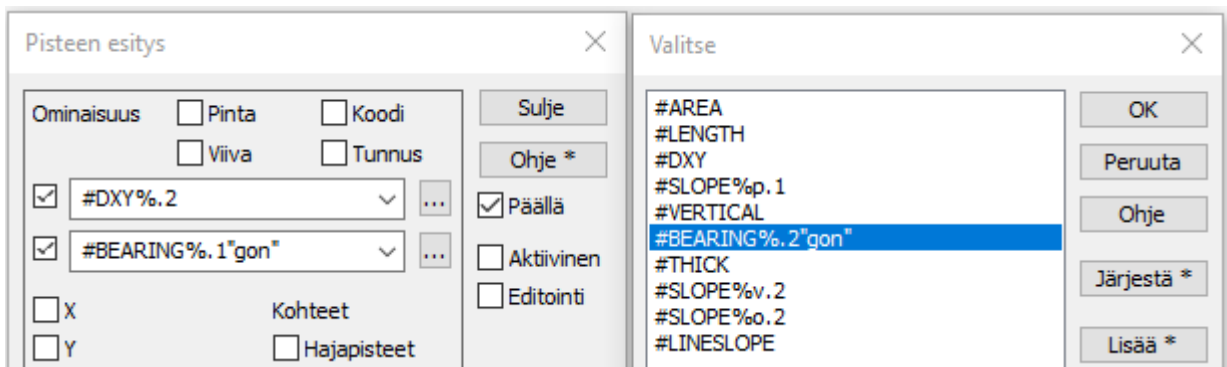 Pisteen esitys
Ominaisuus Pinta Koodi Sulje
Viiva Tunnus Ohje *
#DXY%.2 ... Päällä
#BEARING%.1"gon" ... Aktiivinen
Editointi
X Kohteet
Y Hajapisteet
Valitse
#AREA OK
#LENGTH
#DXY Peruuta
#SLOPE%p.1
#VERTICAL Ohje
#BEARING%.2"gon"
#THICK Järjestä *
#SLOPE%v.2
#SLOPE%o.2
#LINESLOPE Lisää *